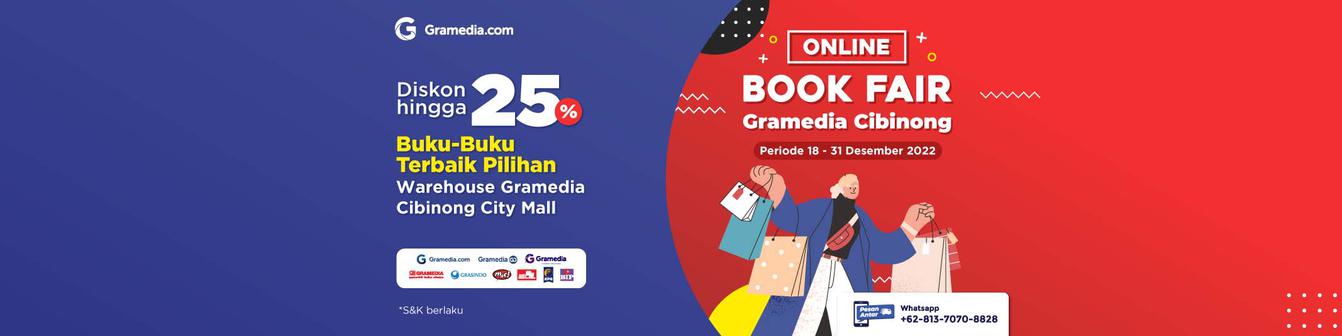 Gramedia.com
Diskon
hingga
25%
Buku-Buku
Terbaik Pilihan
Warehouse Gramedia
Cibinong City Mall
Gramedia.com Gramedia Gramedia
GRAMEDIA GRASINDO m&c! BIP
*S&K berlaku
ONLINE
BOOK FAIR
Gramedia Cibinong
Periode 18 - 31 Desember 2022
Pesan
Antar
Whatsapp
+62-813-7070-8828